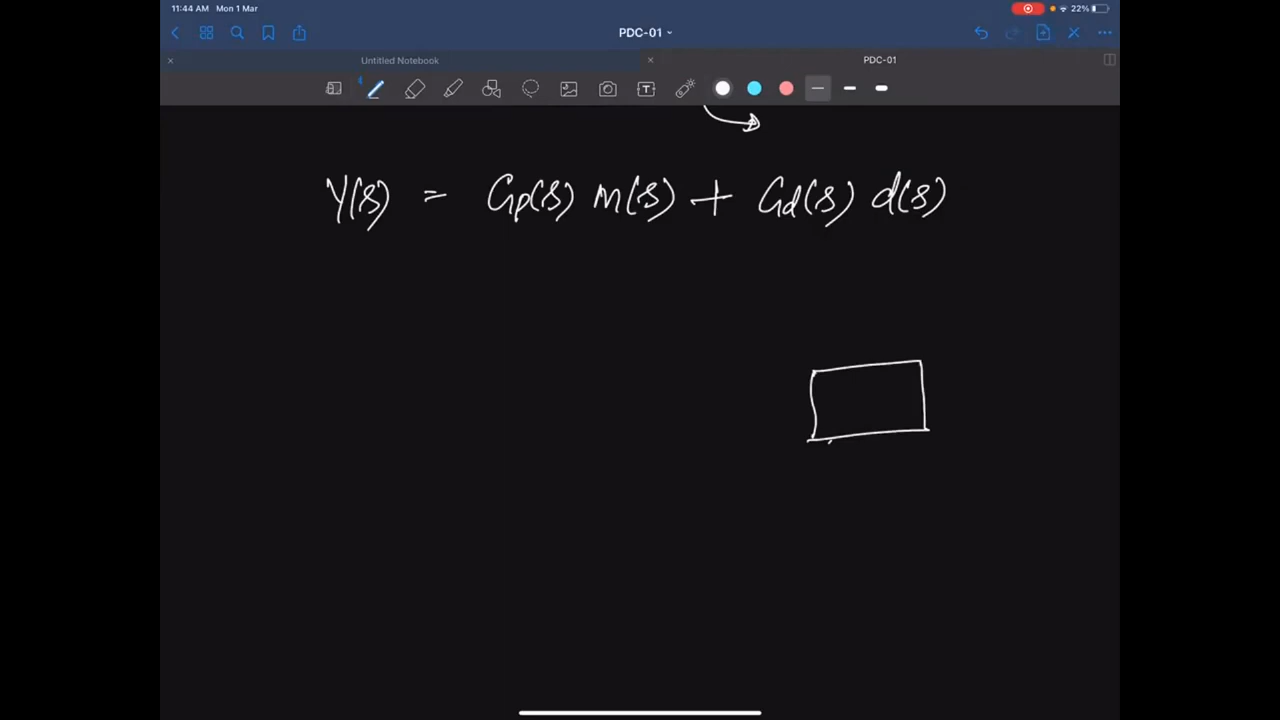 11:44 AM Mon 1 Mar 22%
PDC-01
Untitled Notebook PDC-01
Y(s) = Gp(s) m(s) + Gd(s) d(s)